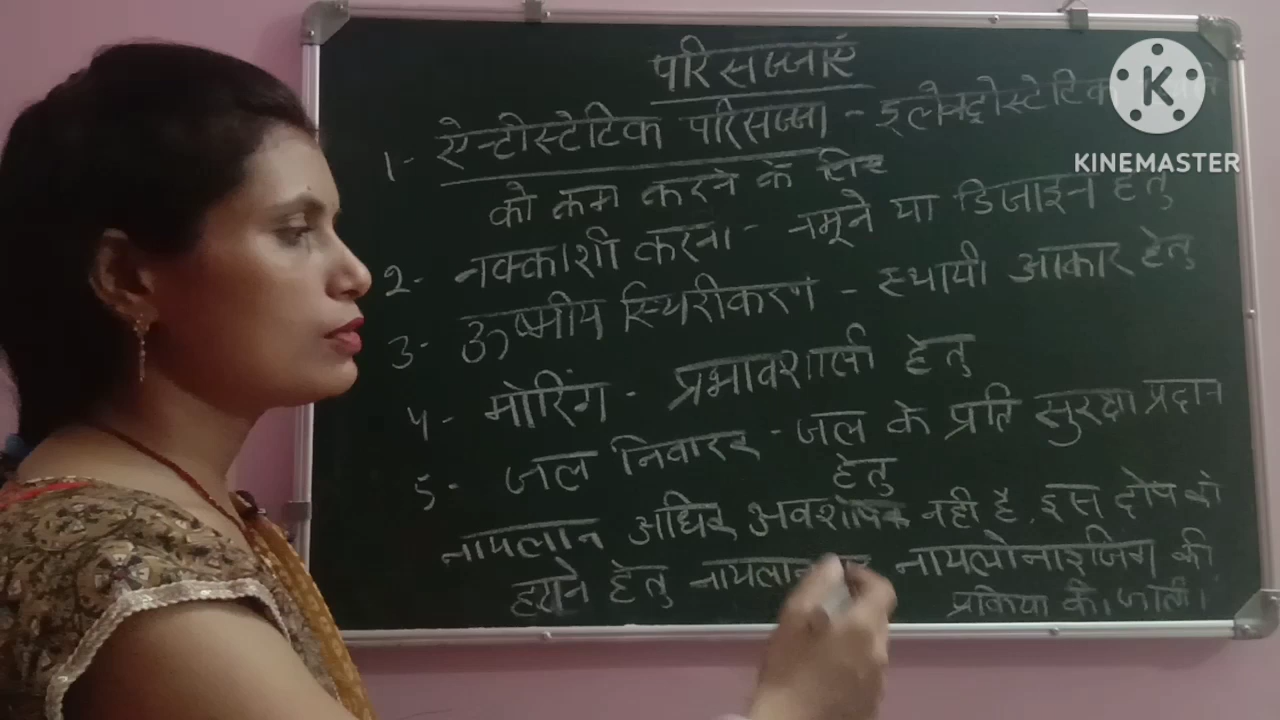 परिसज्जाएं
1- ऐन्टोस्टेटिक परिसज्जा - इलेक्ट्रोस्टेटिक
को कम करने के लिए
2- नक्काशी करना - नमूने या डिजाइन हेतु
3- ऊष्मीय स्थिरीकरण - स्थायी आकार हेतु
4- मोरिंग - प्रभावशाली हेतु
5- जल निवारर - जल के प्रति सुरक्षा प्रदान
हेतु
नायलान अधिर अवशोषक नही है, इस दोष को
हटाने हेतु नायलान नायलोनाइजिंग की
प्रक्रिया की जाती।
K
KINEMASTER